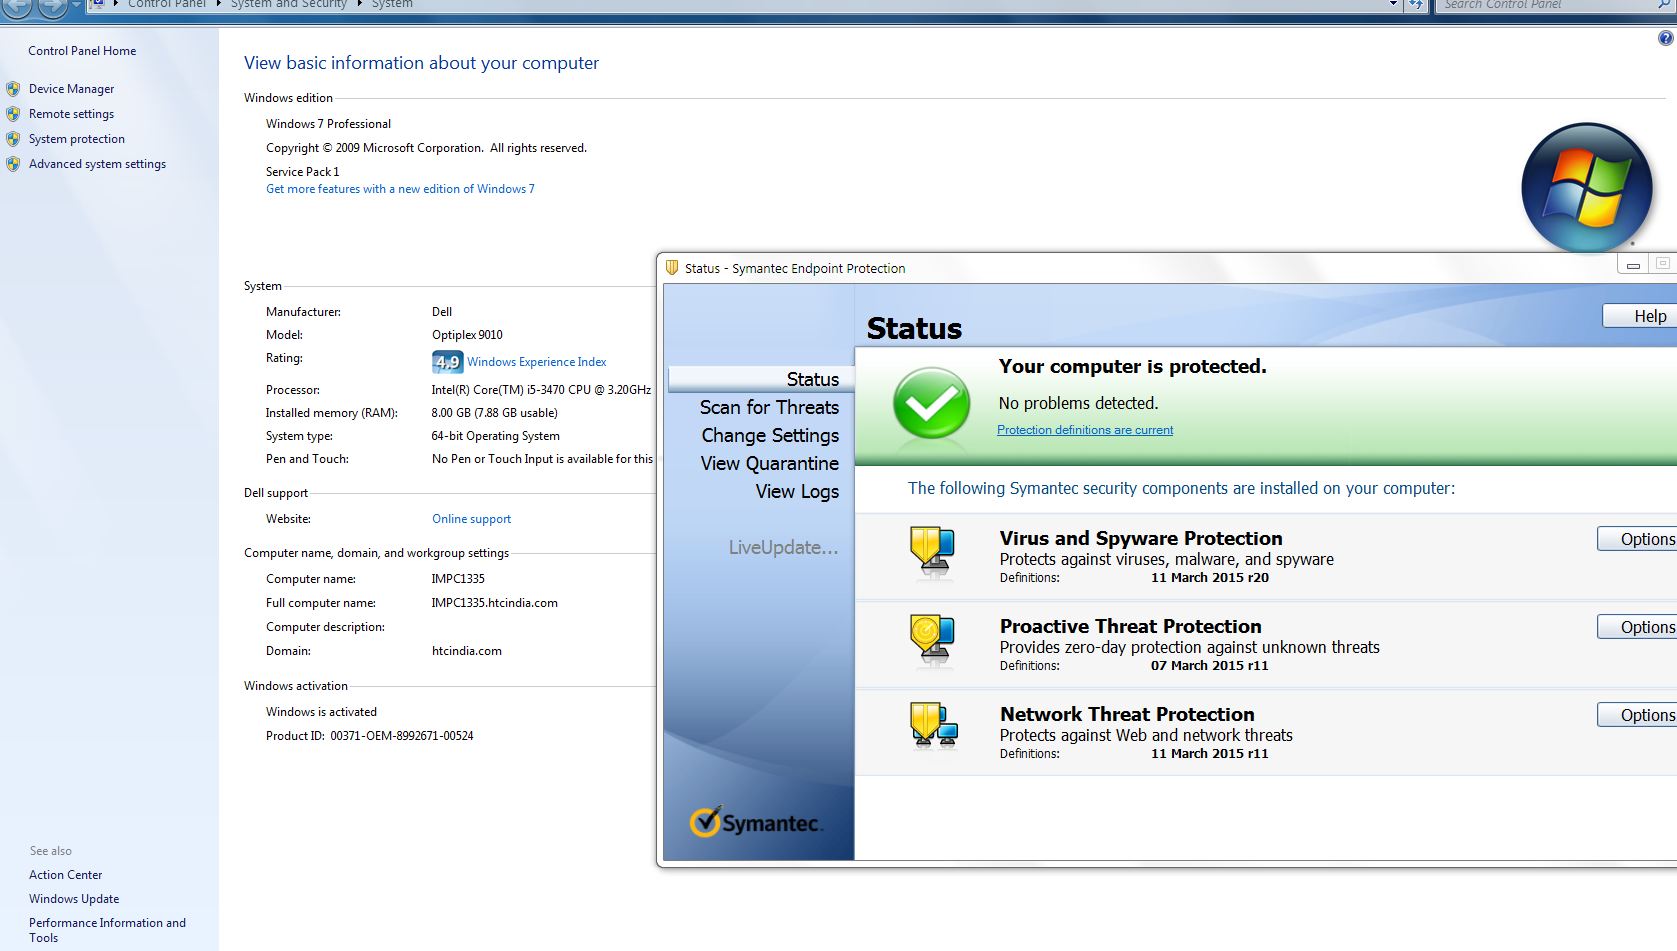 Control Panel ▸ System and Security ▸ System
Search Control Panel
Control Panel Home
Device Manager
Remote settings
System protection
Advanced system settings
See also
Action Center
Windows Update
Performance Information and
Tools
View basic information about your computer
Windows edition
Windows 7 Professional
Copyright © 2009 Microsoft Corporation. All rights reserved.
Service Pack 1
Get more features with a new edition of Windows 7
System
Manufacturer: Dell
Model: Optiplex 9010
Rating: 4.9 Windows Experience Index
Processor: Intel(R) Core(TM) i5-3470 CPU @ 3.20GHz
Installed memory (RAM): 8.00 GB (7.88 GB usable)
System type: 64-bit Operating System
Pen and Touch: No Pen or Touch Input is available for this
Dell support
Website: Online support
Computer name, domain, and workgroup settings
Computer name: IMPC1335
Full computer name: IMPC1335.htcindia.com
Computer description:
Domain: htcindia.com
Windows activation
Windows is activated
Product ID: 00371-OEM-8992671-00524
Status - Symantec Endpoint Protection
Status
Scan for Threats
Change Settings
View Quarantine
View Logs
LiveUpdate...
Symantec.
Status
Help
Your computer is protected.
No problems detected.
Protection definitions are current
The following Symantec security components are installed on your computer:
Virus and Spyware Protection
Options
Protects against viruses, malware, and spyware
Definitions: 11 March 2015 r20
Proactive Threat Protection
Options
Provides zero-day protection against unknown threats
Definitions: 07 March 2015 r11
Network Threat Protection
Options
Protects against Web and network threats
Definitions: 11 March 2015 r11